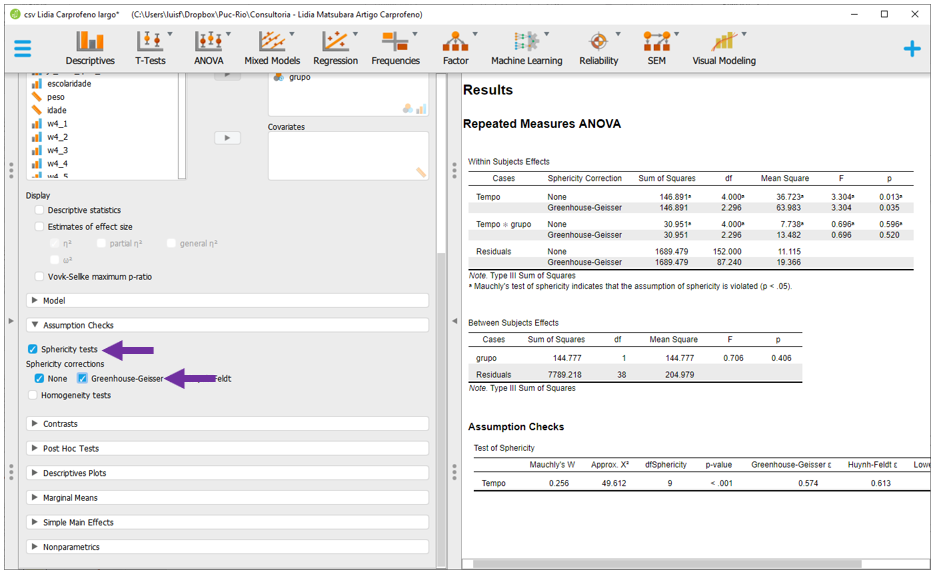 csv Lidia Carprofeno largo* (C:\Users\luisf\Dropbox\Puc-Rio\Consultoria - Lidia Matsubara Artigo Carprofeno)
Descriptives T-Tests ANOVA Mixed Models Regression Frequencies Factor Machine Learning Reliability SEM Visual Modeling
escolaridade
peso
idade
w4_1
w4_2
w4_3
w4_4
w4_5
grupo
Covariates
Display
Descriptive statistics
Estimates of effect size
η² partial η² general η²
ω²
Vovk-Sellke maximum p-ratio
Model
Assumption Checks
Sphericity tests
Sphericity corrections
None Greenhouse-Geisser Feldt
Homogeneity tests
Contrasts
Post Hoc Tests
Descriptives Plots
Marginal Means
Simple Main Effects
Nonparametrics
Results
Repeated Measures ANOVA
Within Subjects Effects
Cases Sphericity Correction Sum of Squares df Mean Square F p
Tempo None 146.891ᵃ 4.000ᵃ 36.723ᵃ 3.304ᵃ 0.013ᵃ
Greenhouse-Geisser 146.891 2.296 63.983 3.304 0.035
Tempo ✻ grupo None 30.951ᵃ 4.000ᵃ 7.738ᵃ 0.696ᵃ 0.596ᵃ
Greenhouse-Geisser 30.951 2.296 13.482 0.696 0.520
Residuals None 1689.479 152.000 11.115
Greenhouse-Geisser 1689.479 87.240 19.366
Note. Type III Sum of Squares
ᵃ Mauchly's test of sphericity indicates that the assumption of sphericity is violated (p < .05).
Between Subjects Effects
Cases Sum of Squares df Mean Square F p
grupo 144.777 1 144.777 0.706 0.406
Residuals 7789.218 38 204.979
Note. Type III Sum of Squares
Assumption Checks
Test of Sphericity
Mauchly's W Approx. X² dfSphericity p-value Greenhouse-Geisser ε Huynh-Feldt ε Lowe
Tempo 0.256 49.612 9 < .001 0.574 0.613